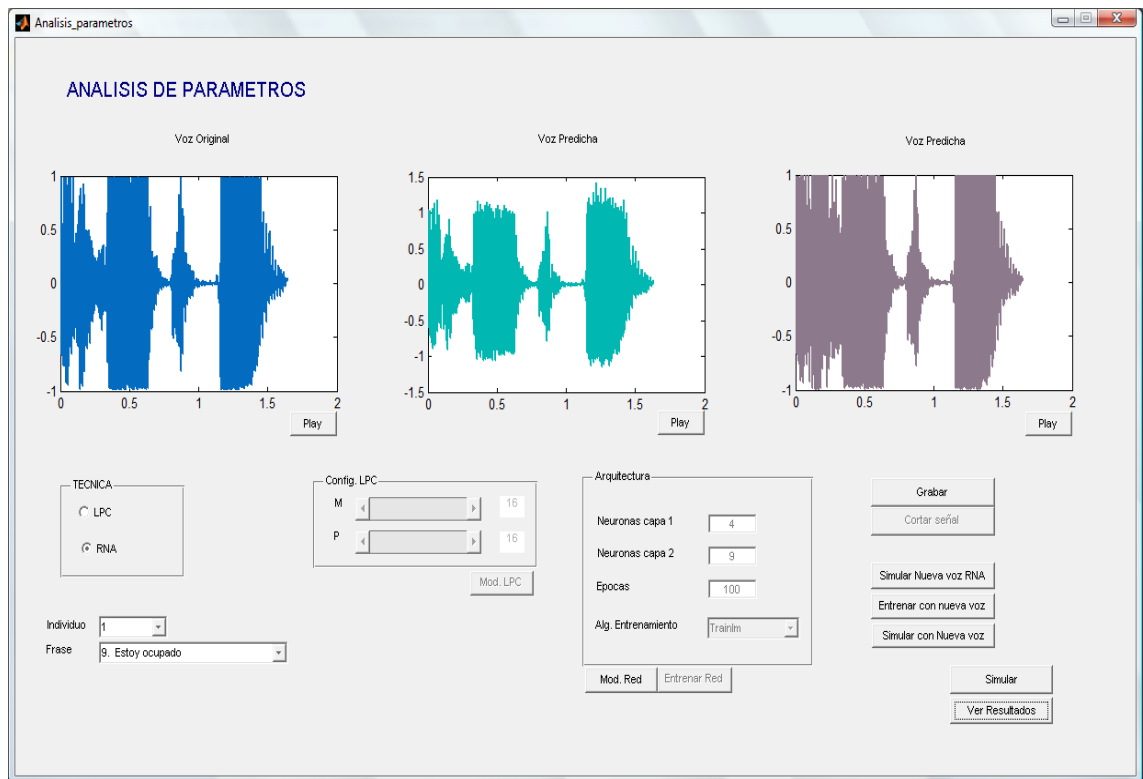 Analisis_parametros
ANALISIS DE PARAMETROS
Voz Original
Voz Predicha
Voz Predicha
1
0.5
0
-0.5
-1
0 0.5 1 1.5 2
1.5
1
0.5
0
-0.5
-1
-1.5
0 0.5 1 1.5 2
1
0.5
0
-0.5
-1
0 0.5 1 1.5 2
Play
Play
Play
TECNICA
LPC
RNA
Config. LPC
M 16
P 16
Mod. LPC
Individuo 1
Frase 9. Estoy ocupado
Arquitectura
Neuronas capa 1 4
Neuronas capa 2 9
Epocas 100
Alg. Entrenamiento Trainlm
Mod. Red Entrenar Red
Grabar
Cortar señal
Simular Nueva voz RNA
Entrenar con nueva voz
Simular con Nueva voz
Simular
Ver Resultados